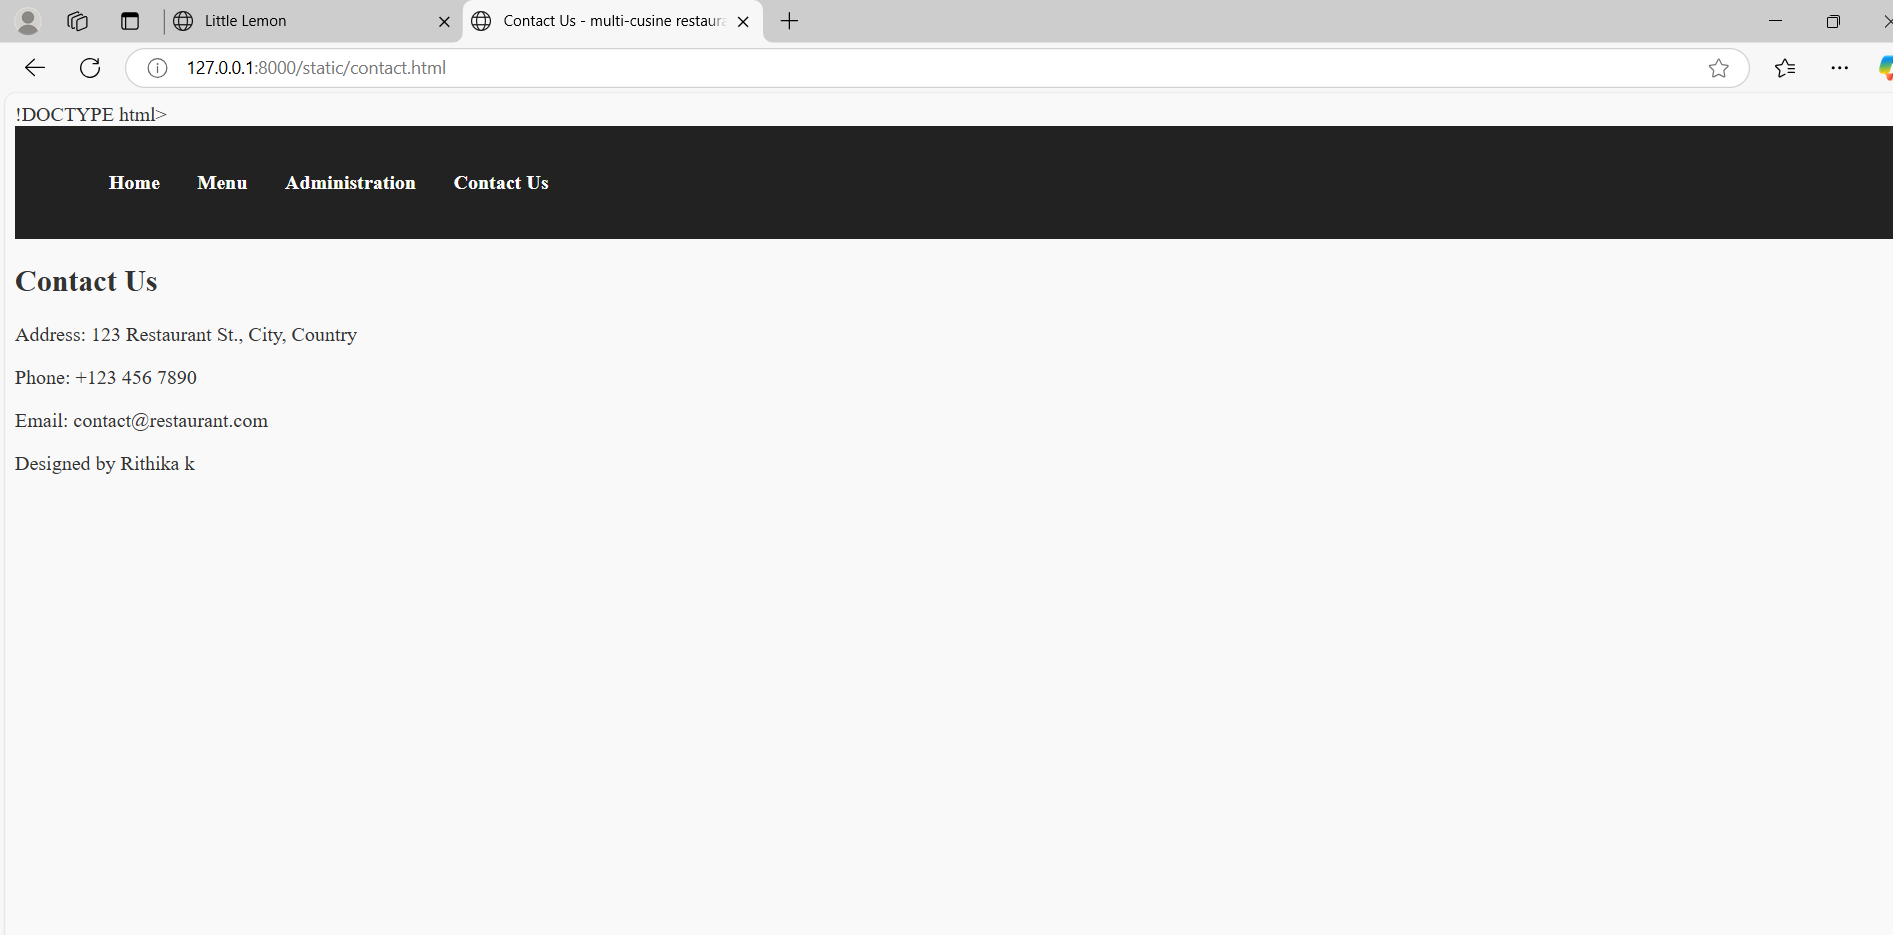 Little Lemon
Contact Us - multi-cusine restaura
127.0.0.1:8000/static/contact.html
!DOCTYPE html>
Home Menu Administration Contact Us
Contact Us
Address: 123 Restaurant St., City, Country
Phone: +123 456 7890
Email: contact@restaurant.com
Designed by Rithika k